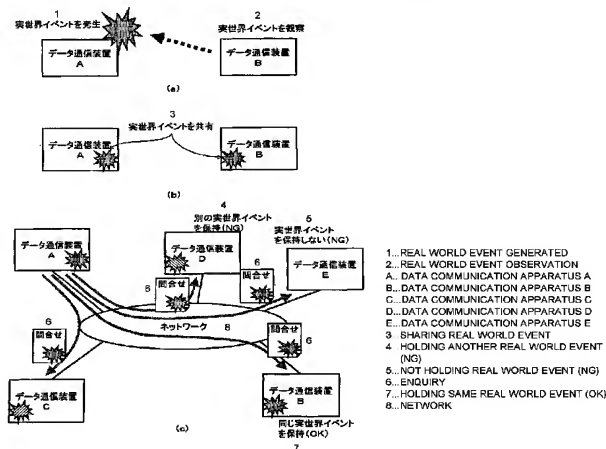 1
実世界イベントを発生
2
実世界イベントを観察
データ通信装置
A
データ通信装置
B
(a)
3
実世界イベントを共有
データ通信装置
A
データ通信装置
B
(b)
4
別の実世界イベント
を保持(NG)
5
実世界イベント
を保持しない(NG)
データ通信装置
A
データ通信装置
D
データ通信装置
E
6
問合せ
6
問合せ
ネットワーク
8
6
問合せ
問合せ
6
データ通信装置
C
データ通信装置
B
同じ実世界イベント
を保持(OK)
7
(c)
1...REAL WORLD EVENT GENERATED
2...REAL WORLD EVENT OBSERVATION
A...DATA COMMUNICATION APPARATUS A
B...DATA COMMUNICATION APPARATUS B
C...DATA COMMUNICATION APPARATUS C
D...DATA COMMUNICATION APPARATUS D
E...DATA COMMUNICATION APPARATUS E
3 SHARING REAL WORLD EVENT
4 HOLDING ANOTHER REAL WORLD EVENT
(NG)
5...NOT HOLDING REAL WORLD EVENT (NG)
6...ENQUIRY
7...HOLDING SAME REAL WORLD EVENT (OK)
8...NETWORK